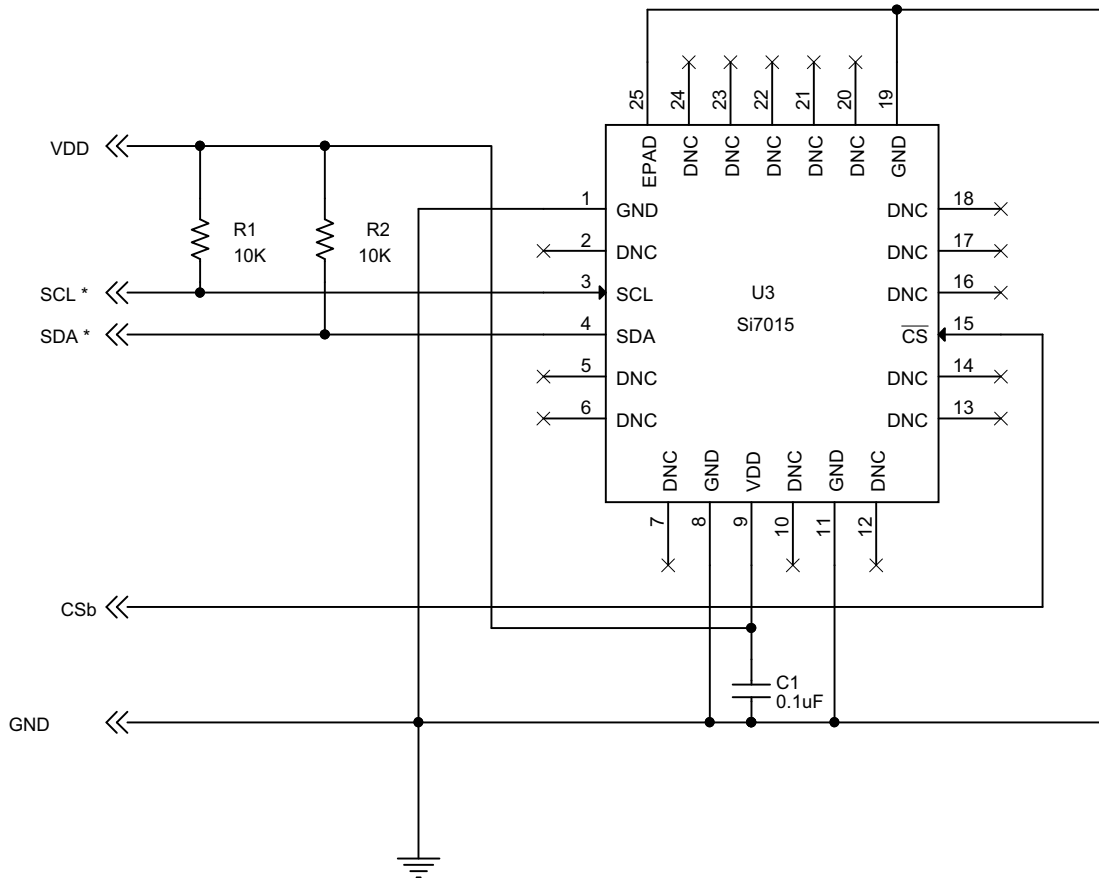 25
24
23
22
21
20
19
EPAD
DNC
DNC
DNC
DNC
DNC
GND
VDD
R1
10K
R2
10K
SCL *
SDA *
1
GND
2
DNC
3
SCL
4
SDA
5
DNC
6
DNC
U3
Si7015
GND
18
DNC
17
DNC
16
CS
15
DNC
14
DNC
13
DNC
DNC
GND
VDD
DNC
GND
DNC
7
8
9
10
11
12
CSb
C1
0.1uF
GND